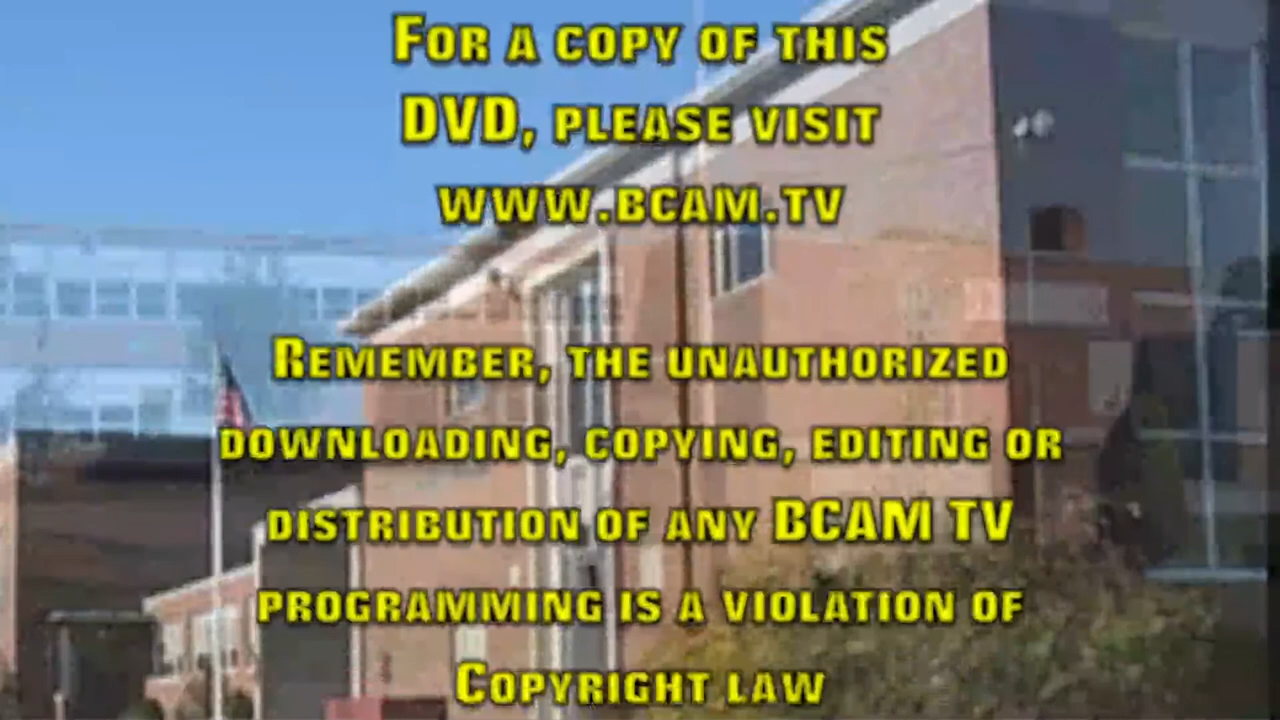 For a copy of this
DVD, please visit
www.bcam.tv
Remember, the unauthorized
downloading, copying, editing or
distribution of any BCAM TV
programming is a violation of
Copyright law